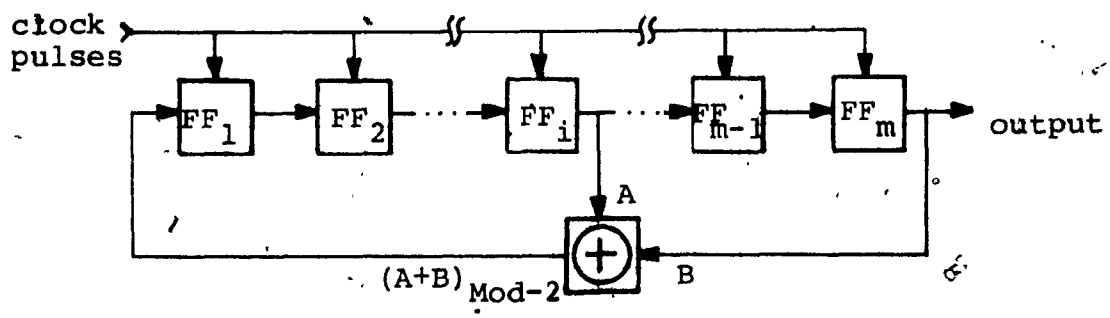 clock
pulses
FF1
FF2
FFi
FFm-1
FFm
output
A
B
(A+B)Mod-2